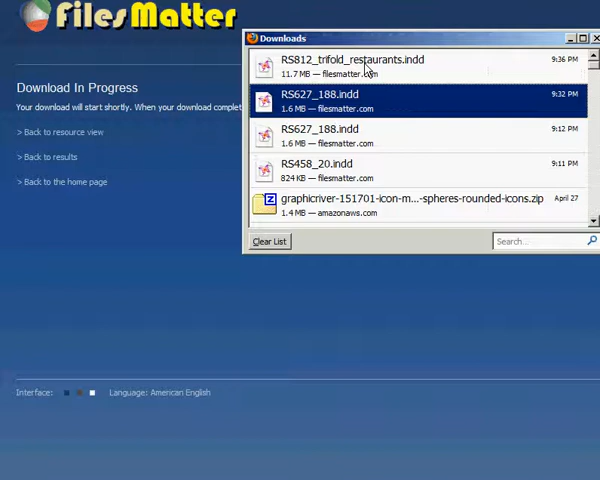 FilesMatter
Downloads
RS812_trifold_restaurants.indd
9:36 PM
11.7 MB — filesmatter.com
Download In Progress
RS627_188.indd
9:32 PM
Your download will start shortly. When your download complet
1.6 MB — filesmatter.com
> Back to resource view
RS627_188.indd
9:12 PM
1.6 MB — filesmatter.com
> Back to results
RS458_20.indd
9:11 PM
824 KB — filesmatter.com
> Back to the home page
Z
graphicriver-151701-icon-m...-spheres-rounded-icons.zip
April 27
1.4 MB — amazonaws.com
Clear List
Search...
Interface:
Language: American English